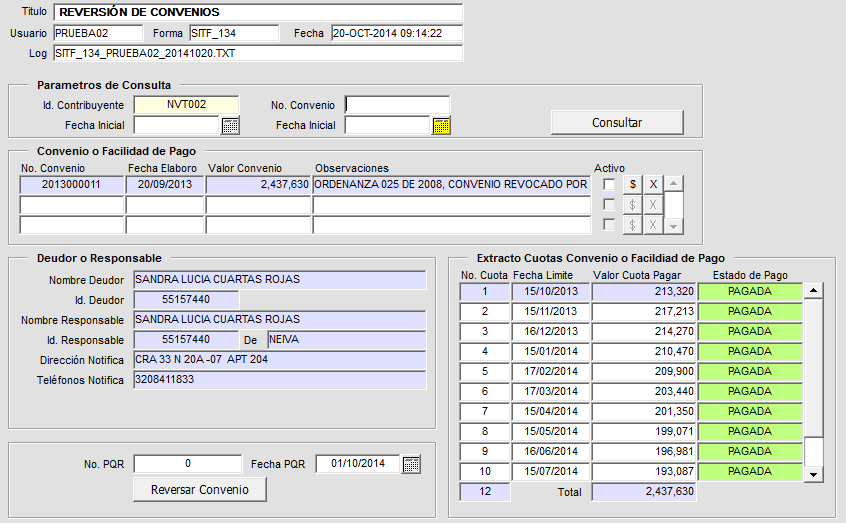 Titulo REVERSIÓN DE CONVENIOS
Usuario PRUEBA02 Forma SITF_134 Fecha 20-OCT-2014 09:14:22
Log SITF_134_PRUEBA02_20141020.TXT
Parametros de Consulta
Id. Contribuyente NVT002 No. Convenio
Fecha Inicial Fecha Inicial Consultar
Convenio o Facilidad de Pago
No. Convenio Fecha Elaboro Valor Convenio Observaciones Activo
2013000011 20/09/2013 2,437,630 ORDENANZA 025 DE 2008, CONVENIO REVOCADO POR $ X
$ X
$ X
Deudor o Responsable
Nombre Deudor SANDRA LUCIA CUARTAS ROJAS
Id. Deudor 55157440
Nombre Responsable SANDRA LUCIA CUARTAS ROJAS
Id. Responsable 55157440 De NEIVA
Dirección Notifica CRA 33 N 20A -07 APT 204
Teléfonos Notifica 3208411833
No. PQR 0 Fecha PQR 01/10/2014
Reversar Convenio
Extracto Cuotas Convenio o Facildiad de Pago
No. Cuota Fecha Limite Valor Cuota Pagar Estado de Pago
1 15/10/2013 213,320 PAGADA
2 15/11/2013 217,213 PAGADA
3 16/12/2013 214,270 PAGADA
4 15/01/2014 210,470 PAGADA
5 17/02/2014 209,900 PAGADA
6 17/03/2014 203,440 PAGADA
7 15/04/2014 201,350 PAGADA
8 15/05/2014 199,071 PAGADA
9 16/06/2014 196,981 PAGADA
10 15/07/2014 193,087 PAGADA
12 Total 2,437,630